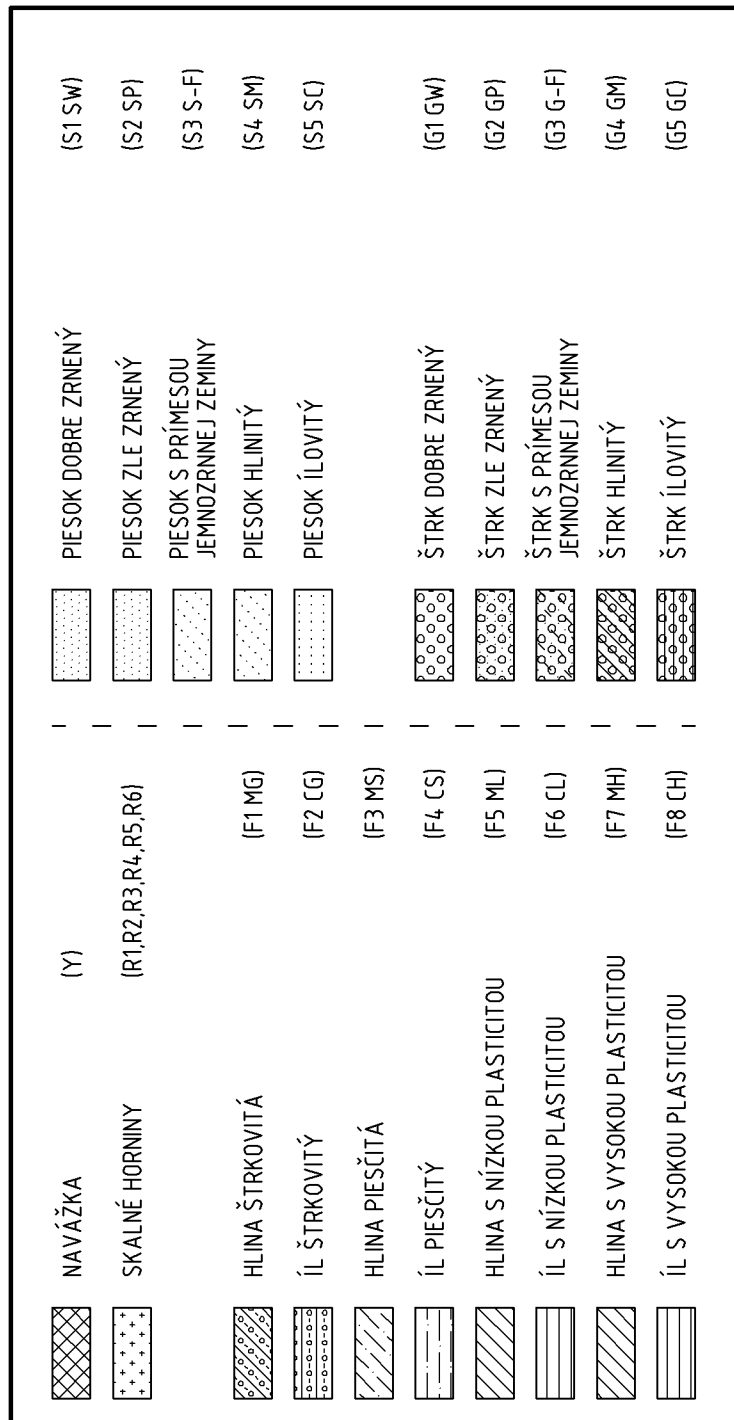 NAVÁŽKA (Y)
SKALNÉ HORNINY (R1,R2,R3,R4,R5,R6)
HLINA ŠTRKOVITÁ (F1 MG)
ÍL ŠTRKOVITÝ (F2 CG)
HLINA PIESČITÁ (F3 MS)
ÍL PIESČITÝ (F4 CS)
HLINA S NÍZKOU PLASTICITOU (F5 ML)
ÍL S NÍZKOU PLASTICITOU (F6 CL)
HLINA S VYSOKOU PLASTICITOU (F7 MH)
ÍL S VYSOKOU PLASTICITOU (F8 CH)
PIESOK DOBRE ZRNENÝ (S1 SW)
PIESOK ZLE ZRNENÝ (S2 SP)
PIESOK S PRÍMESOU (S3 S-F)
JEMNOZRNNEJ ZEMINY
PIESOK HLINITÝ (S4 SM)
PIESOK ÍLOVITÝ (S5 SC)
ŠTRK DOBRE ZRNENÝ (G1 GW)
ŠTRK ZLE ZRNENÝ (G2 GP)
ŠTRK S PRÍMESOU (G3 G-F)
JEMNOZRNNEJ ZEMINY
ŠTRK HLINITÝ (G4 GM)
ŠTRK ÍLOVITÝ (G5 GC)